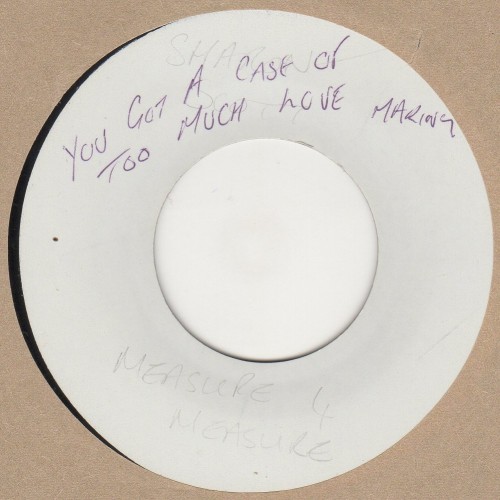 YOU GOT A CASE OF
TOO MUCH LOVE MAKING
MEASURE 4
MEASURE